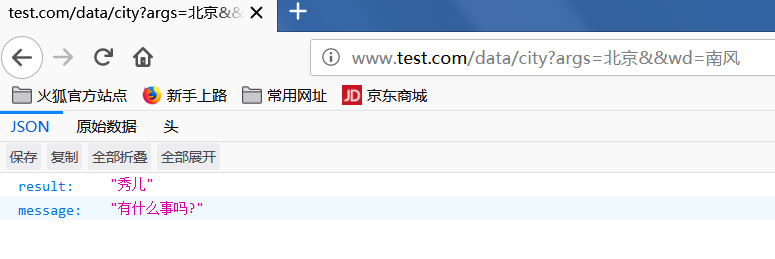 test.com/data/city?args=北京&&
www.test.com/data/city?args=北京&&wd=南风
火狐官方站点 新手上路 常用网址 JD 京东商城
JSON 原始数据 头
保存 复制 全部折叠 全部展开
result: "秀儿"
message: "有什么事吗?"